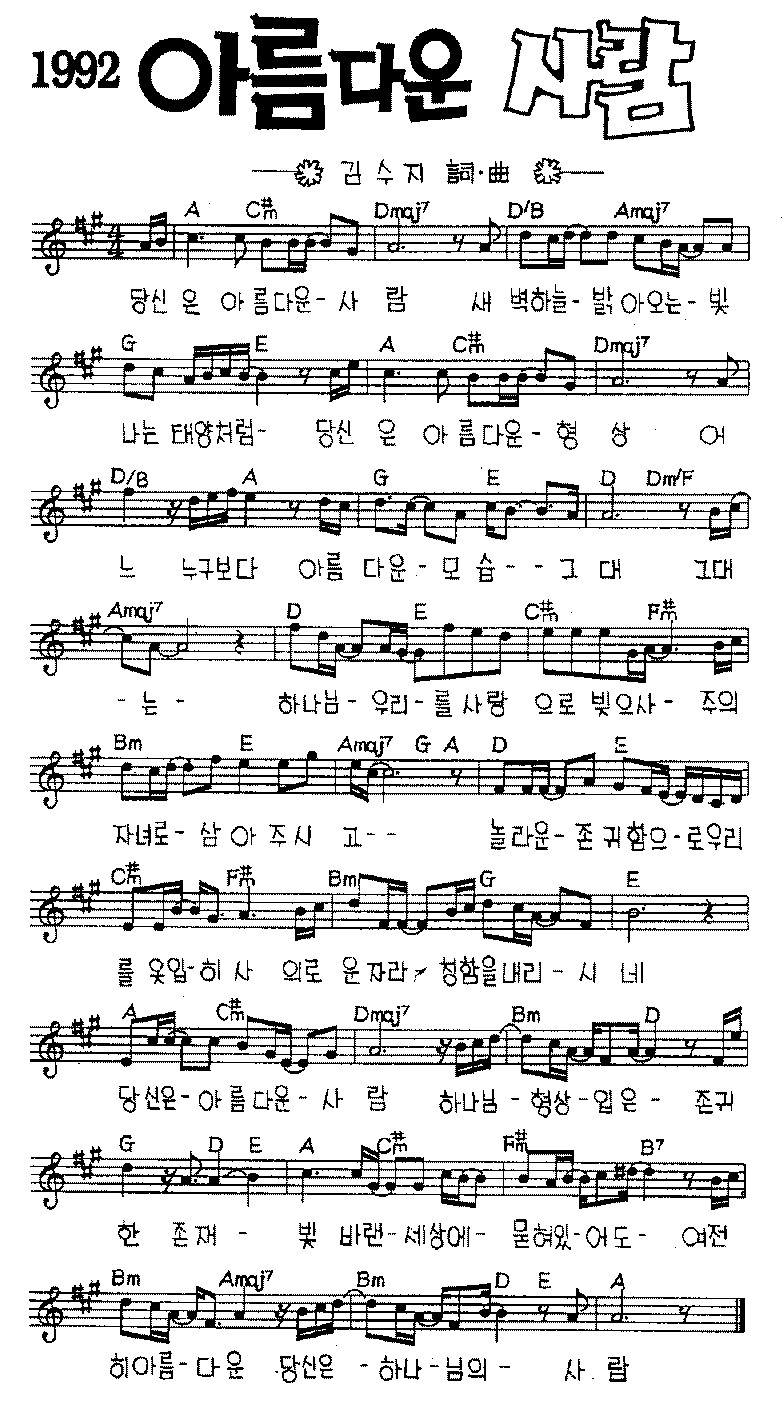 1992 아름다운 사람
김수지 詞·曲
A C#m Dmaj7 D/B Amaj7
4/4
당신 은 아름다운- 사 람 새 벽하늘- 밝 아오는- 빛
G E A C#m Dmaj7
나는 태양처럼- 당신 은 아름다운- 형 상 어
D/B A G E D Dm/F
느 누구보다 아름 다운- 모 습- - 그 대 그대
Amaj7 D E C#m F#m
- 는 - 하나님- 우리-를 사랑 으로 빛으사- 주의
Bm E Amaj7 G A D E
자녀로- 삼 아 주시 고-- 놀라운- 존 귀함으-로우리
C#m F#m Bm G E
를 옷입-히 사 의로 운자라 칭함을내리- 시 네
A C#m Dmaj7 Bm D
당신은-아름다운- 사 람 하나님- 형상-입은- 존귀
G D E A C#m F#m B7
한 존재 - 빛 바랜-세상에- 묻혀있-어도- 여전
Bm Amaj7 Bm D E A
히아름- 다운 당신은 -하나-님의- 사 람